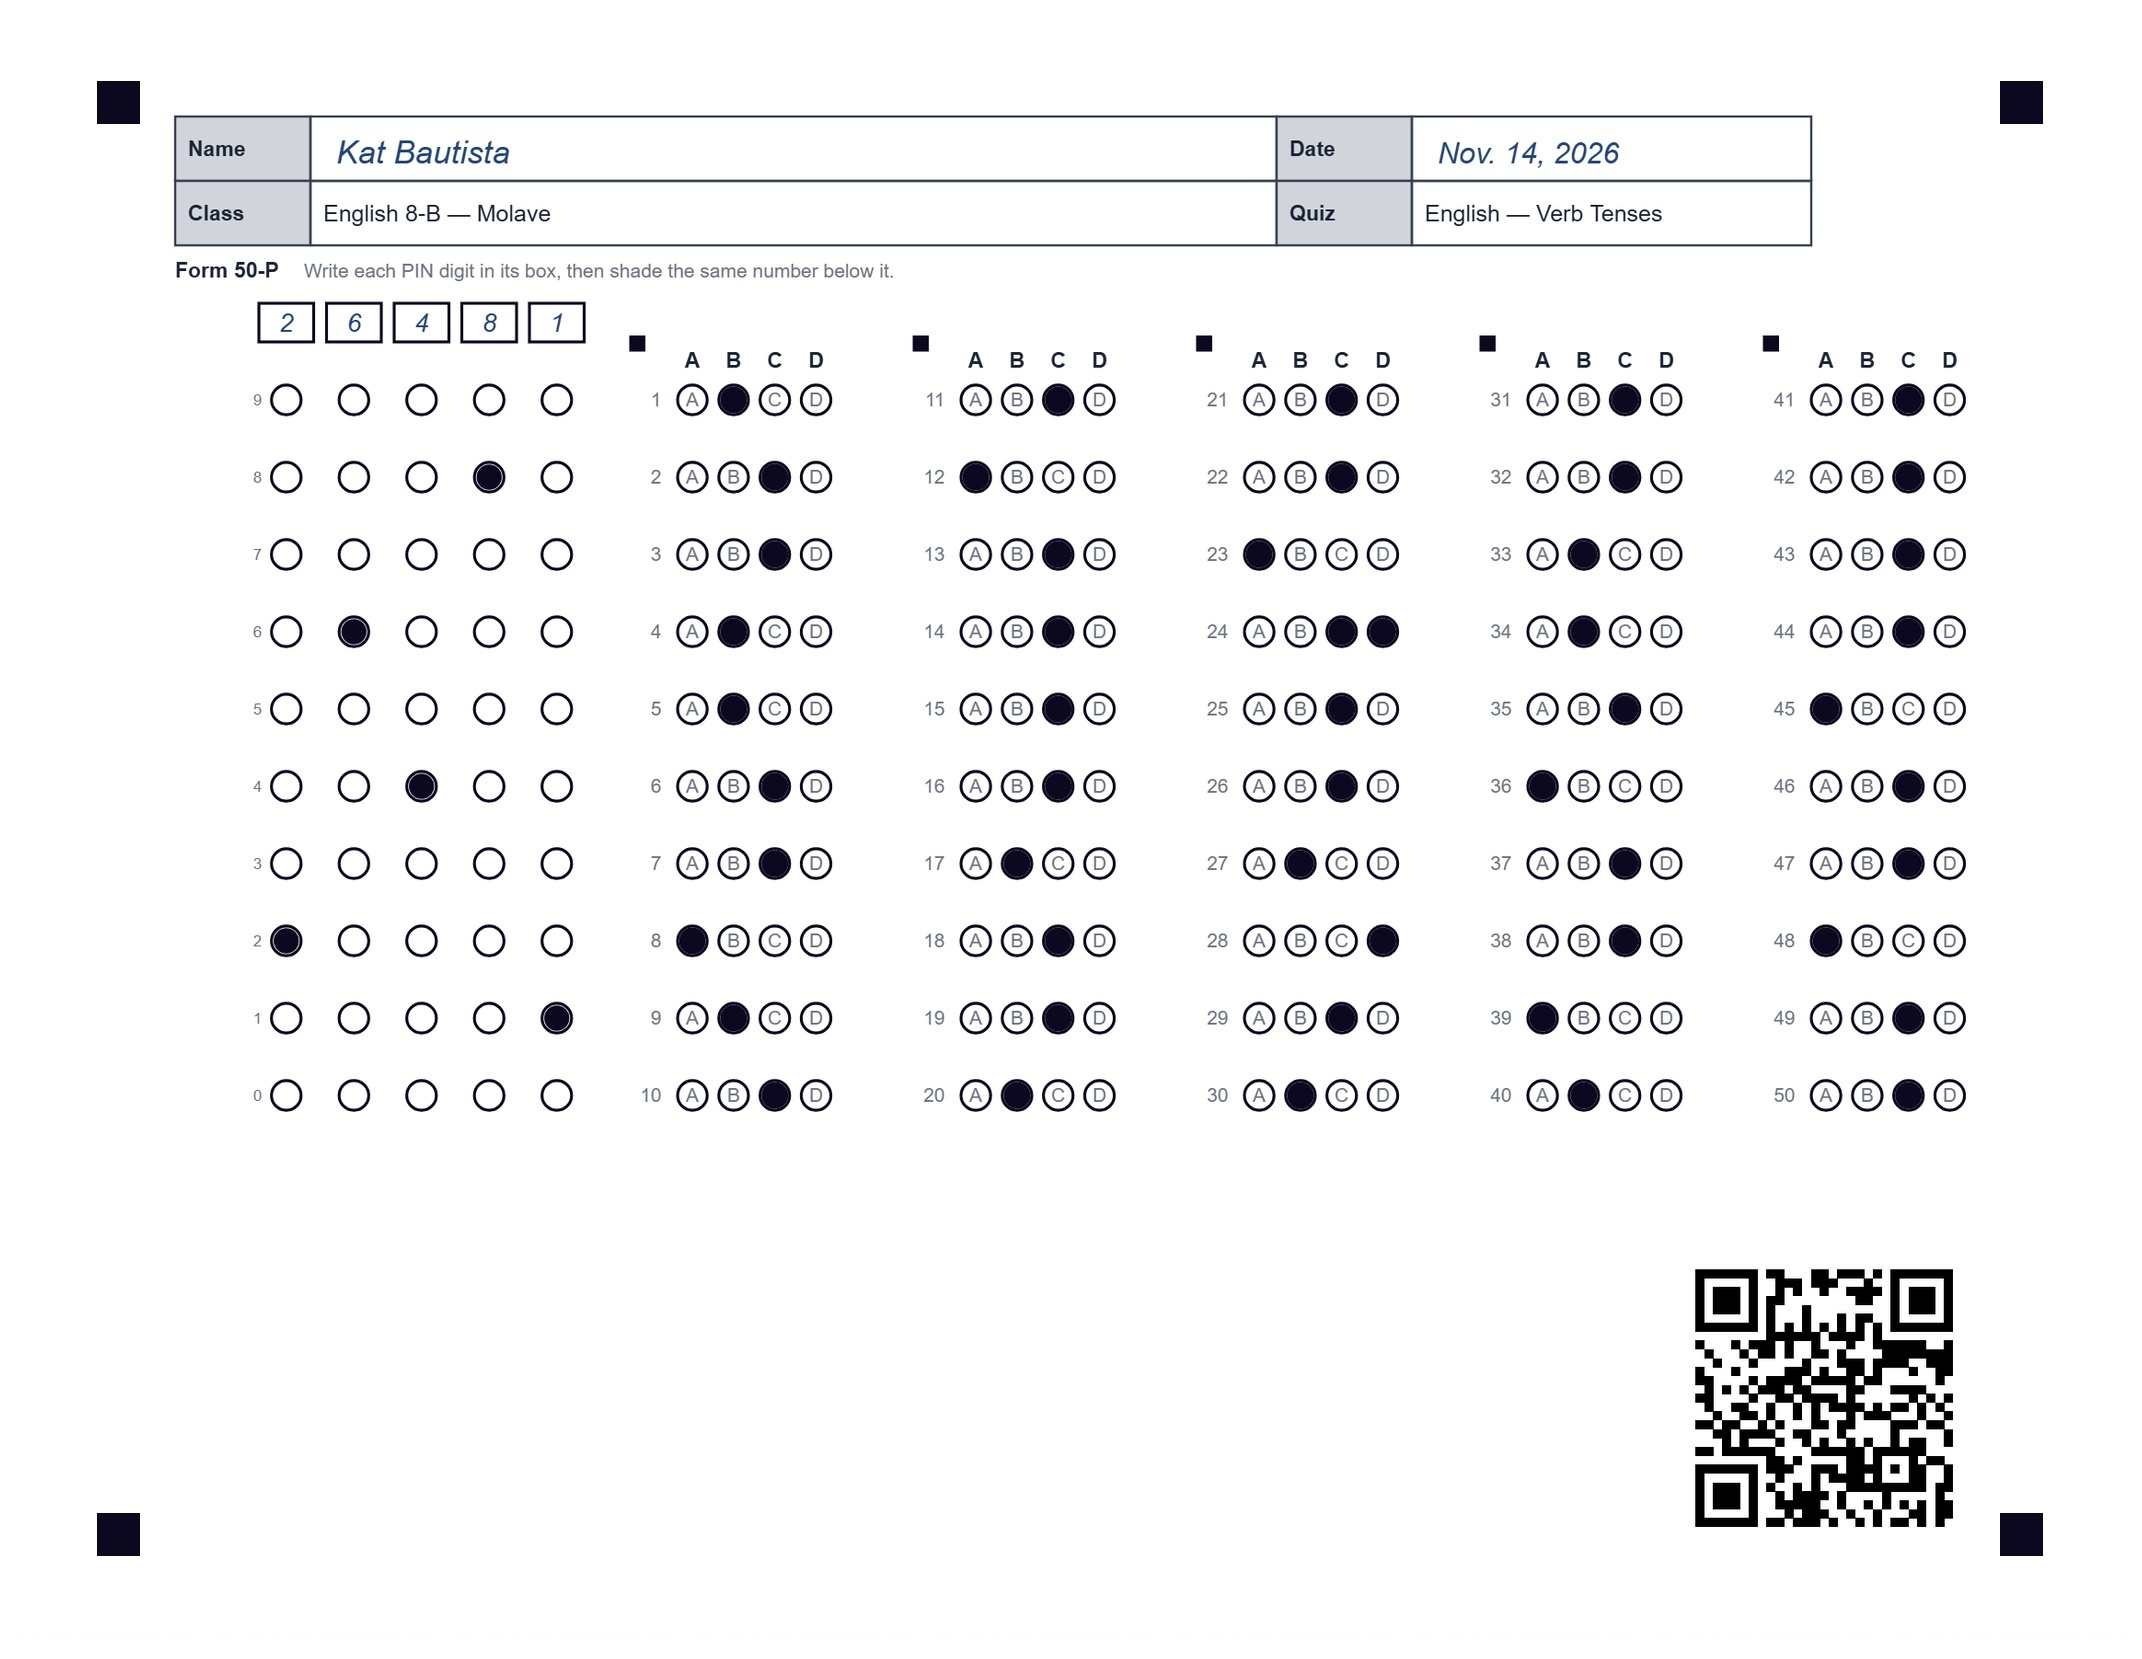 Name Kat Bautista Date Nov. 14, 2026
Class English 8-B — Molave Quiz English — Verb Tenses
Form 50-P Write each PIN digit in its box, then shade the same number below it.
2 6 4 8 1
A B C D A B C D A B C D A B C D A B C D
9 1 A C D 11 A B D 21 A B D 31 A B D 41 A B D
8 2 A B D 12 B C D 22 A B D 32 A B D 42 A B D
7 3 A B D 13 A B D 23 B C D 33 A C D 43 A B D
6 4 A C D 14 A B D 24 A B 34 A C D 44 A B D
5 5 A C D 15 A B D 25 A B D 35 A B D 45 B C D
4 6 A B D 16 A B D 26 A B D 36 B C D 46 A B D
3 7 A B D 17 A C D 27 A C D 37 A B D 47 A B D
2 8 B C D 18 A B D 28 A B C 38 A B D 48 B C D
1 9 A C D 19 A B D 29 A B D 39 B C D 49 A B D
0 10 A B D 20 A C D 30 A C D 40 A C D 50 A B D